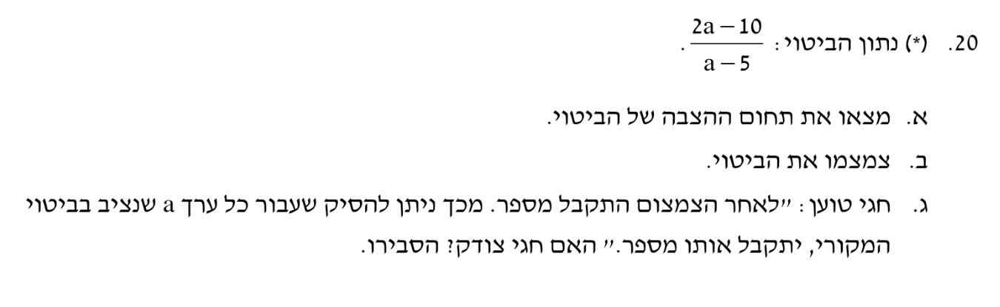 20. (*) נתון הביטוי: $\frac{2a-10}{a-5}$.
א. מצאו את תחום ההצבה של הביטוי.
ב. צמצמו את הביטוי.
ג. חגי טוען: "לאחר הצמצום התקבל מספר. מכך ניתן להסיק שעבור כל ערך a שנציב בביטוי
המקורי, יתקבל אותו מספר." האם חגי צודק? הסבירו.